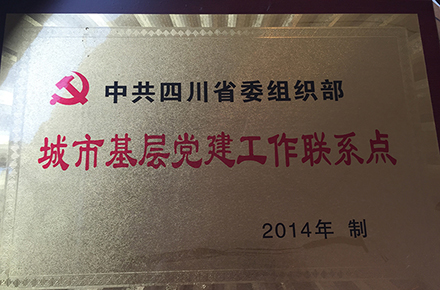 中共四川省委组织部
城市基层党建工作联系点
2014年 制